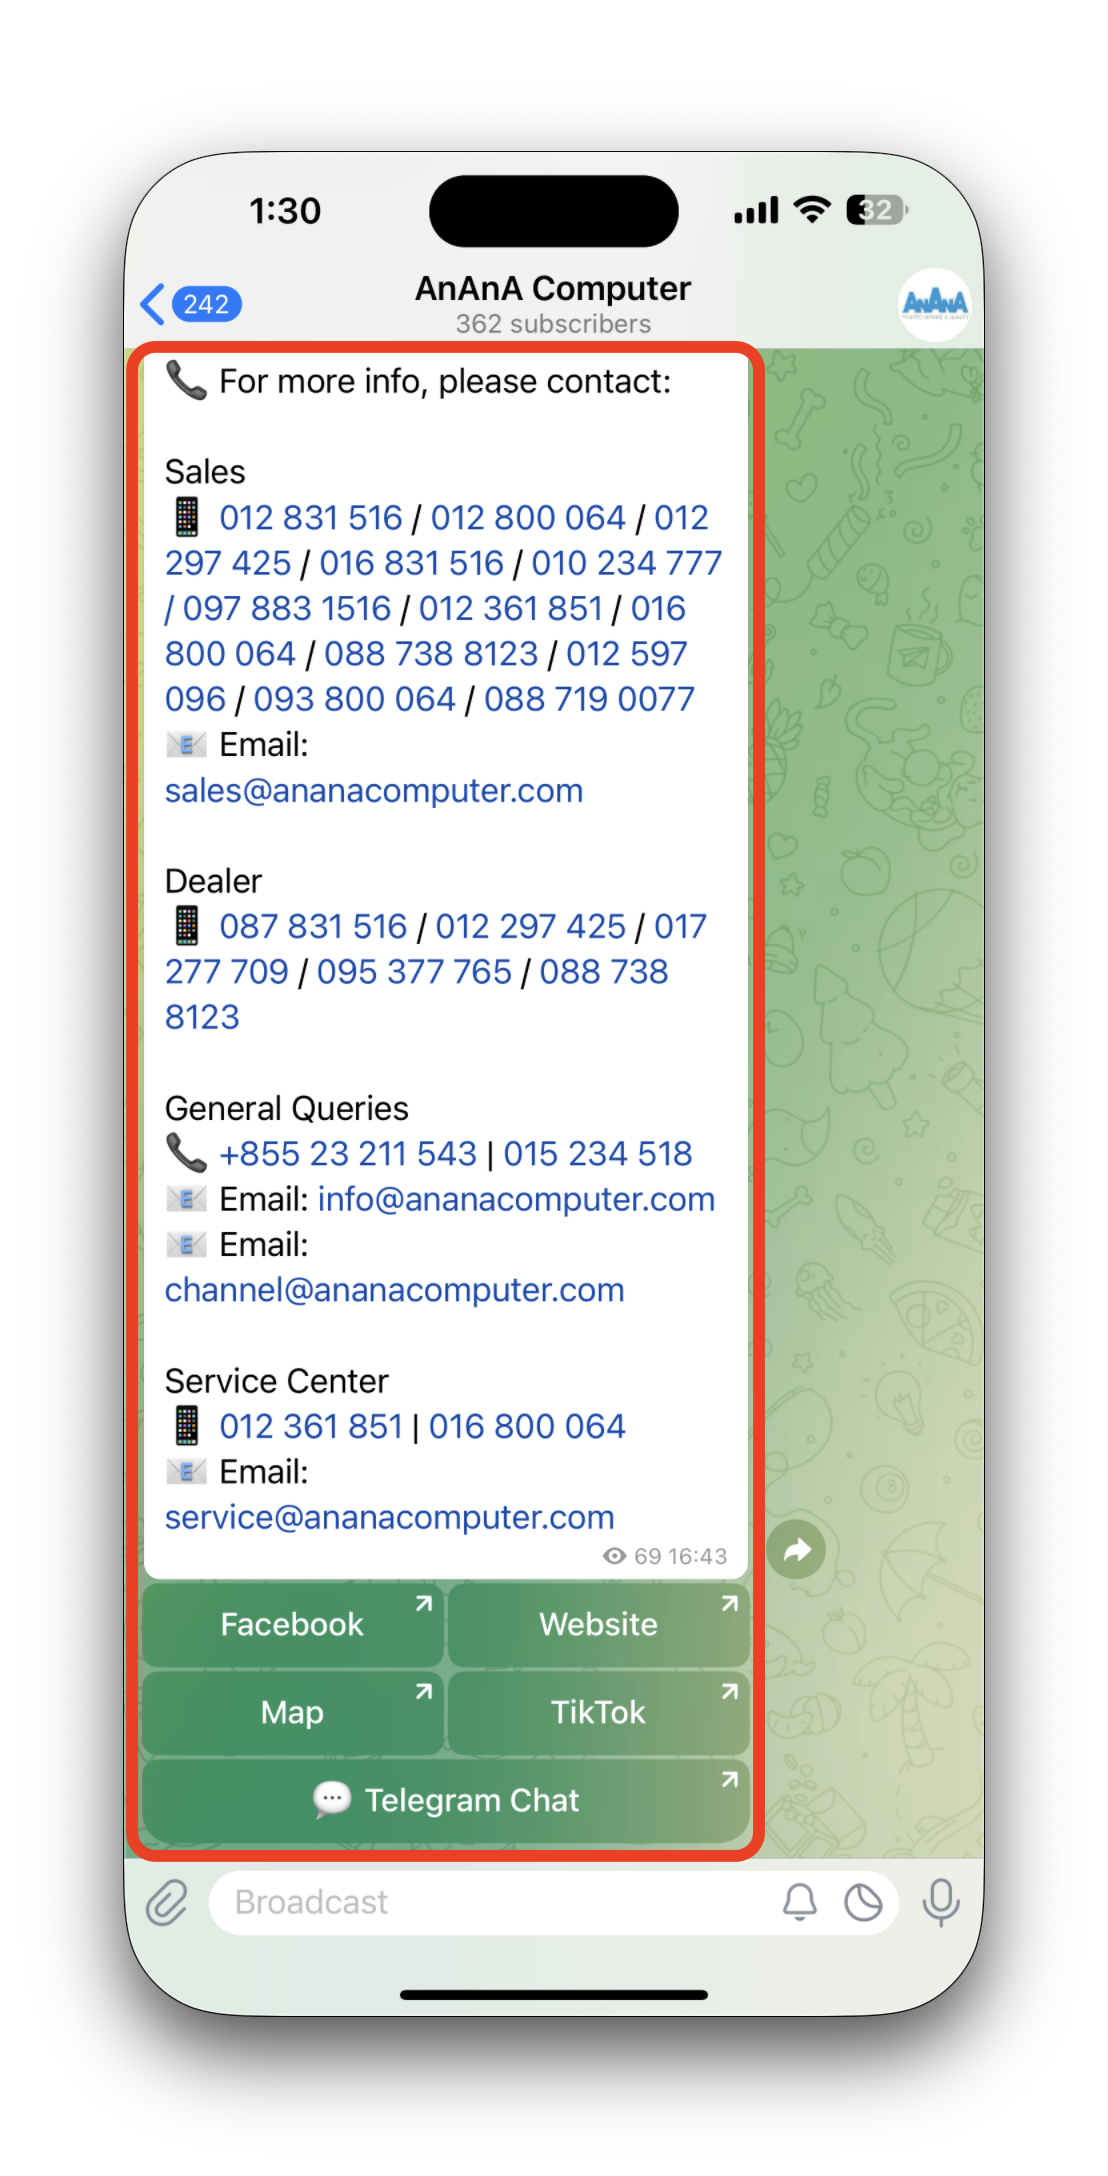 1:30
32
242
AnAnA Computer
362 subscribers
ANANA
📞 For more info, please contact:
Sales
📱 012 831 516 / 012 800 064 / 012
297 425 / 016 831 516 / 010 234 777
/ 097 883 1516 / 012 361 851 / 016
800 064 / 088 738 8123 / 012 597
096 / 093 800 064 / 088 719 0077
📧 Email:
sales@ananacomputer.com
Dealer
📱 087 831 516 / 012 297 425 / 017
277 709 / 095 377 765 / 088 738
8123
General Queries
📞 +855 23 211 543 | 015 234 518
📧 Email: info@ananacomputer.com
📧 Email:
channel@ananacomputer.com
Service Center
📱 012 361 851 | 016 800 064
📧 Email:
service@ananacomputer.com
69 16:43
Facebook
Website
Map
TikTok
💬 Telegram Chat
Broadcast